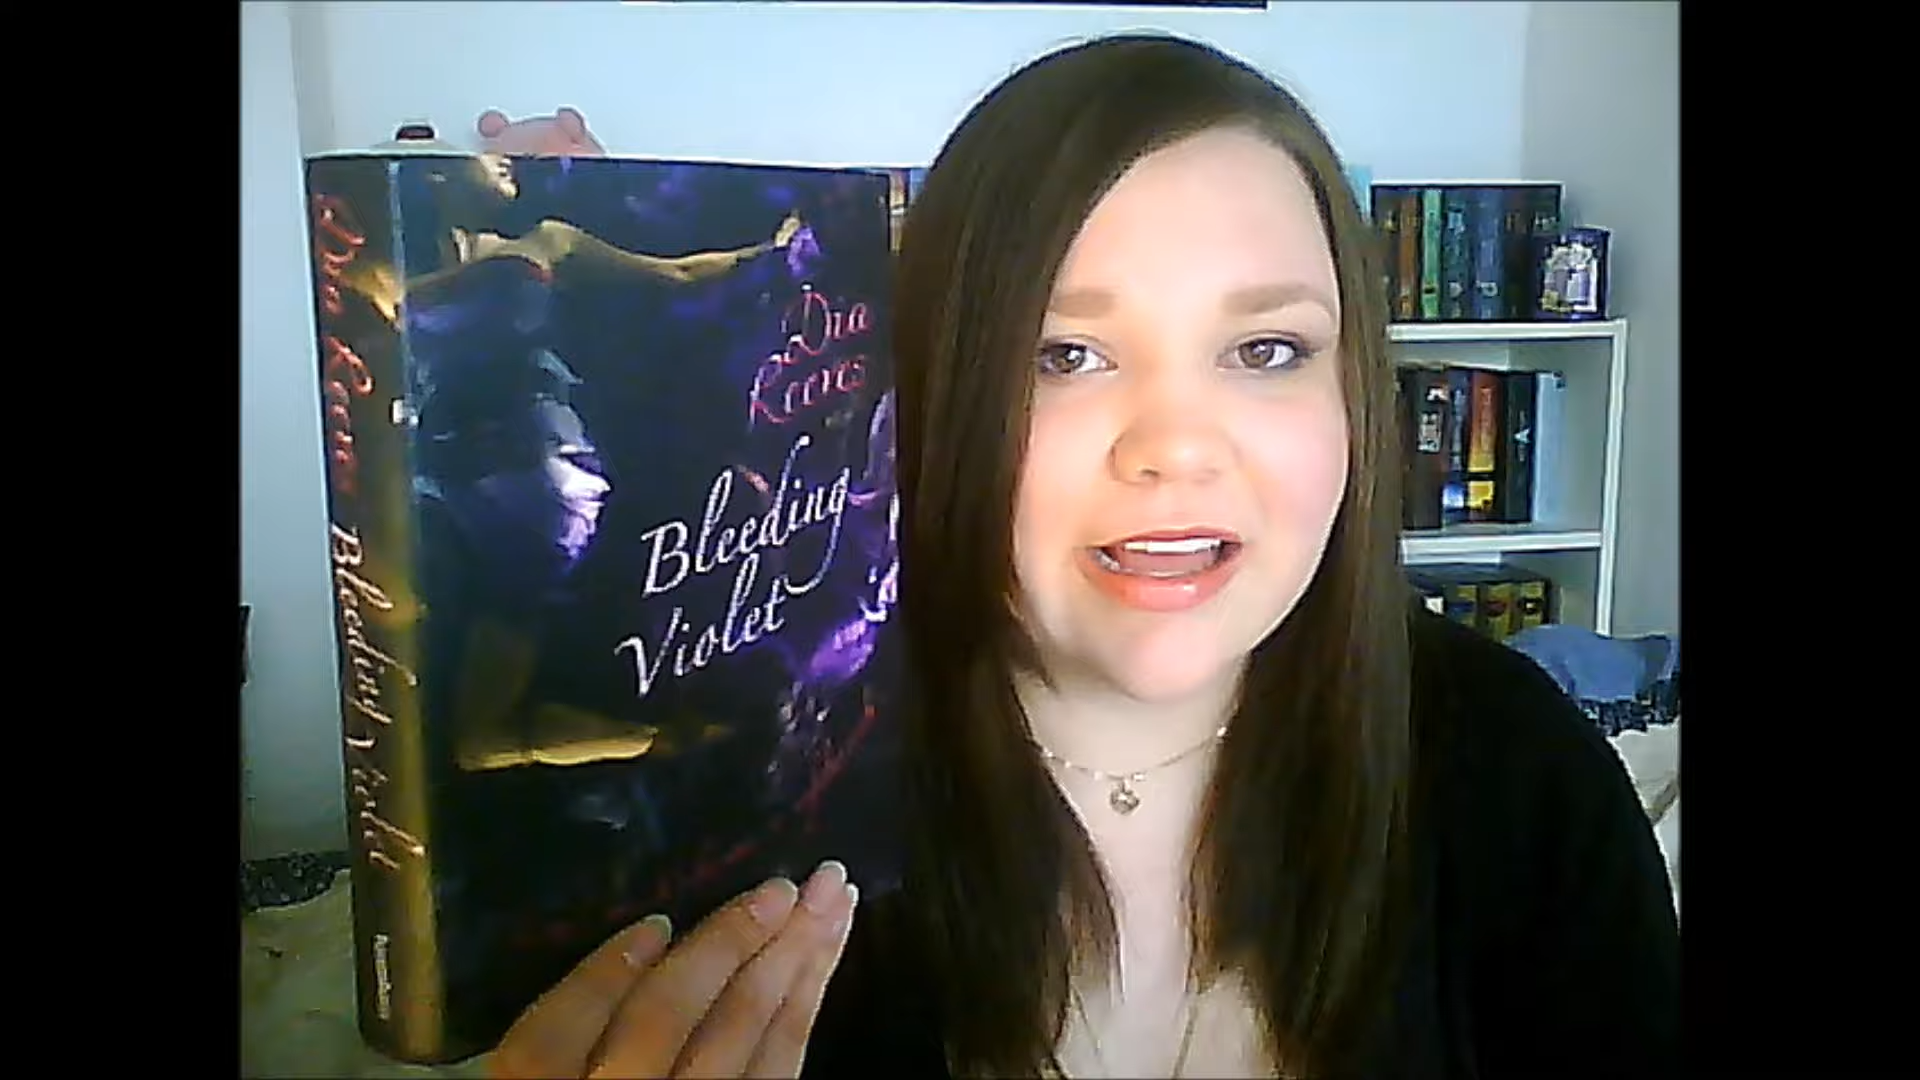 Dia Reeves Bleeding Violet
Dia
Reeves
Bleeding
Violet